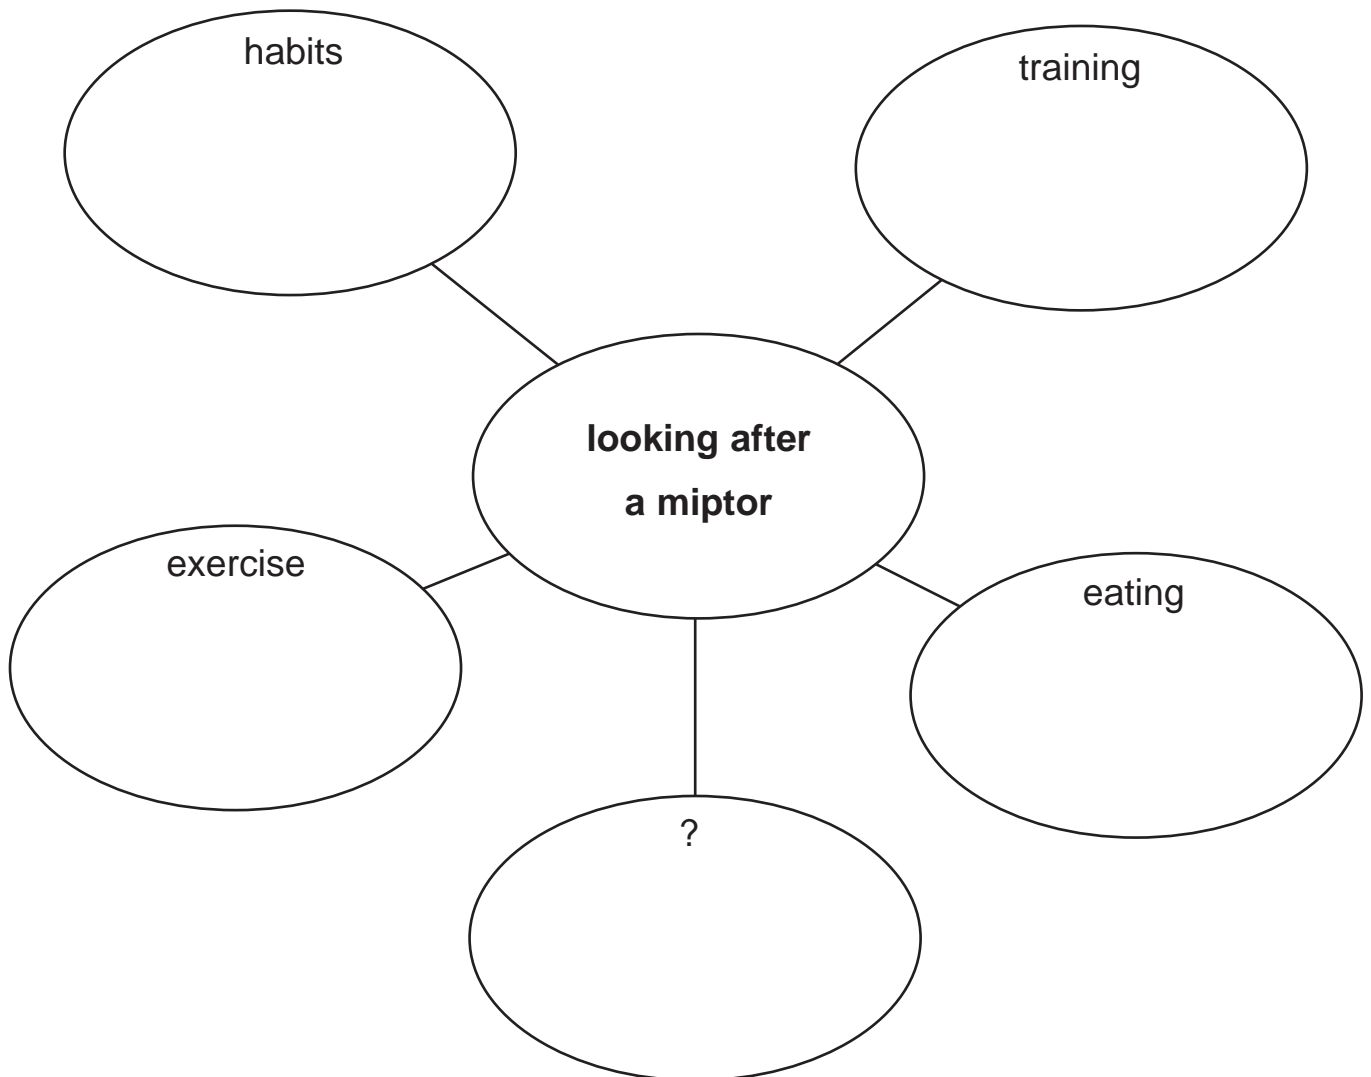 habits
training
looking after
a miptor
exercise
eating
?